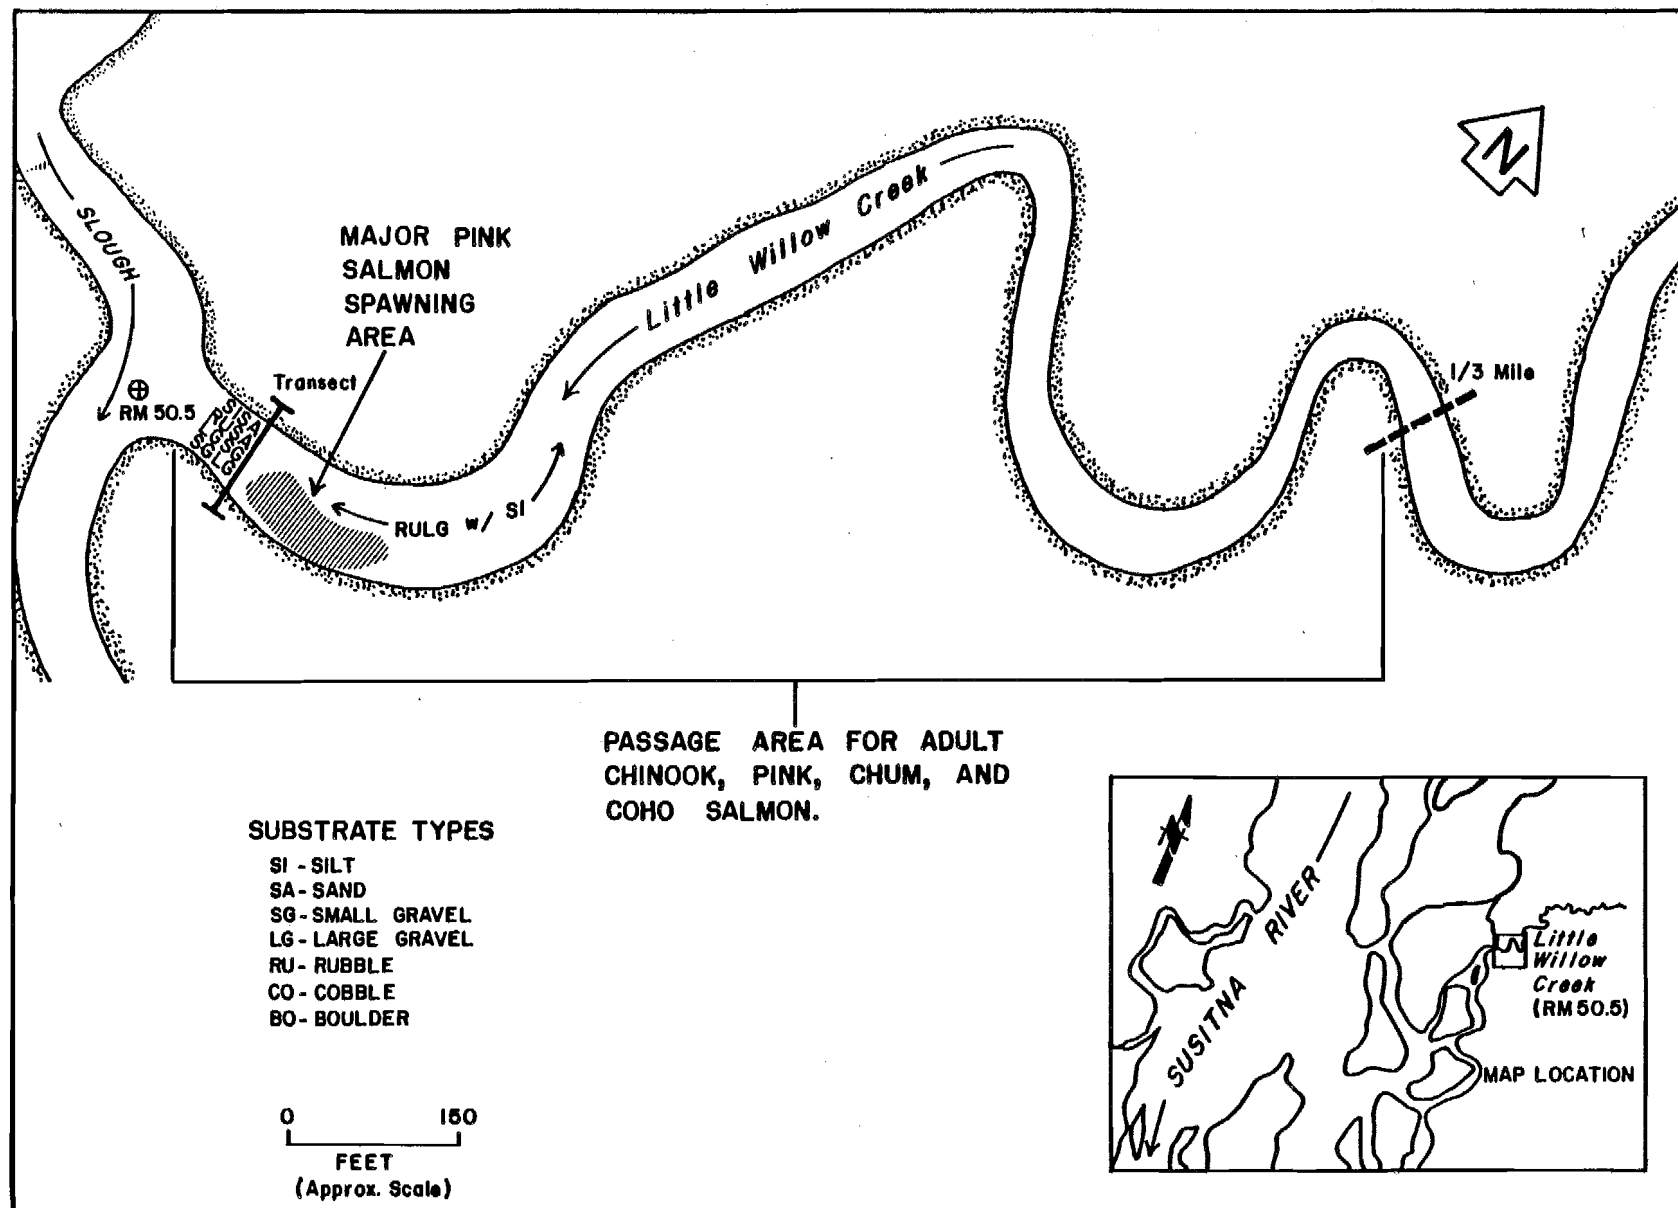 N
SLOUGH
MAJOR PINK
SALMON
SPAWNING
AREA
Little Willow Creek
1/3 Mile
Transect
RM 50.5
RULG w/ SI
PASSAGE AREA FOR ADULT
CHINOOK, PINK, CHUM, AND
COHO SALMON.
SUBSTRATE TYPES
SI - SILT
SA - SAND
SG - SMALL GRAVEL
LG - LARGE GRAVEL
RU - RUBBLE
CO - COBBLE
BO - BOULDER
0 150
FEET
(Approx. Scale)
N
SUSITNA RIVER
Little
Willow
Creek
(RM 50.5)
MAP LOCATION